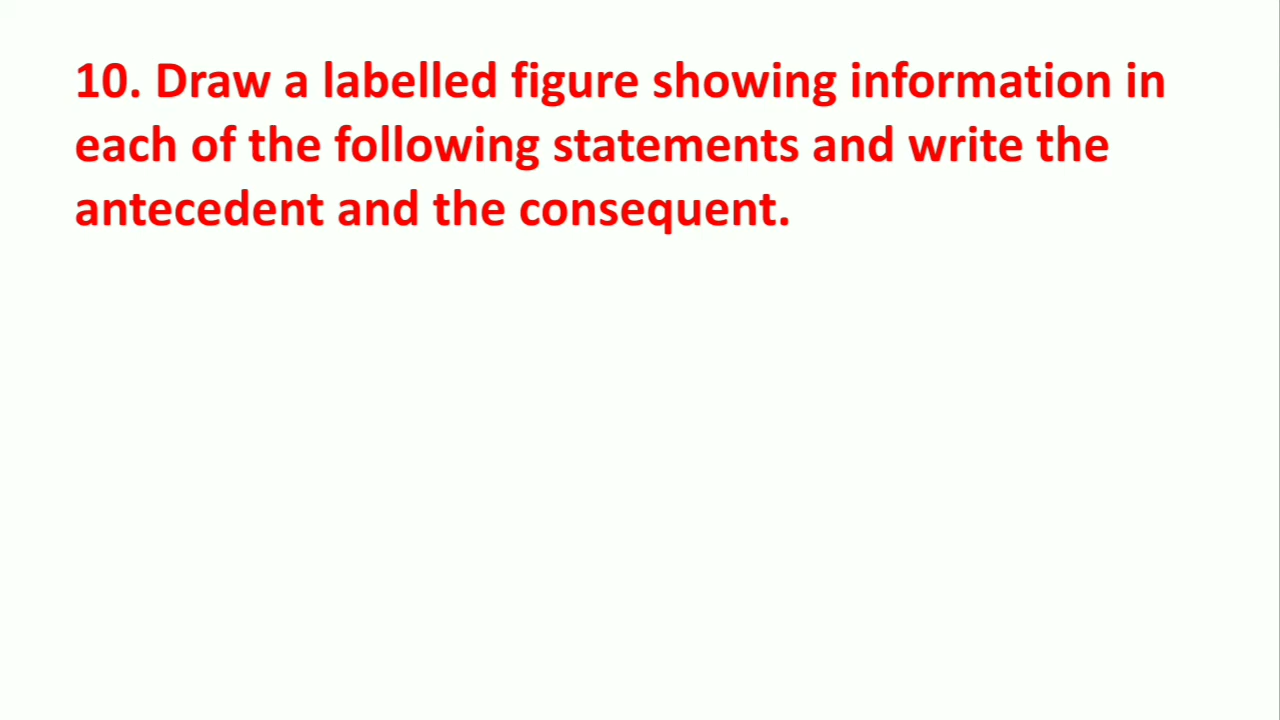 10. Draw a labelled figure showing information in
each of the following statements and write the
antecedent and the consequent.